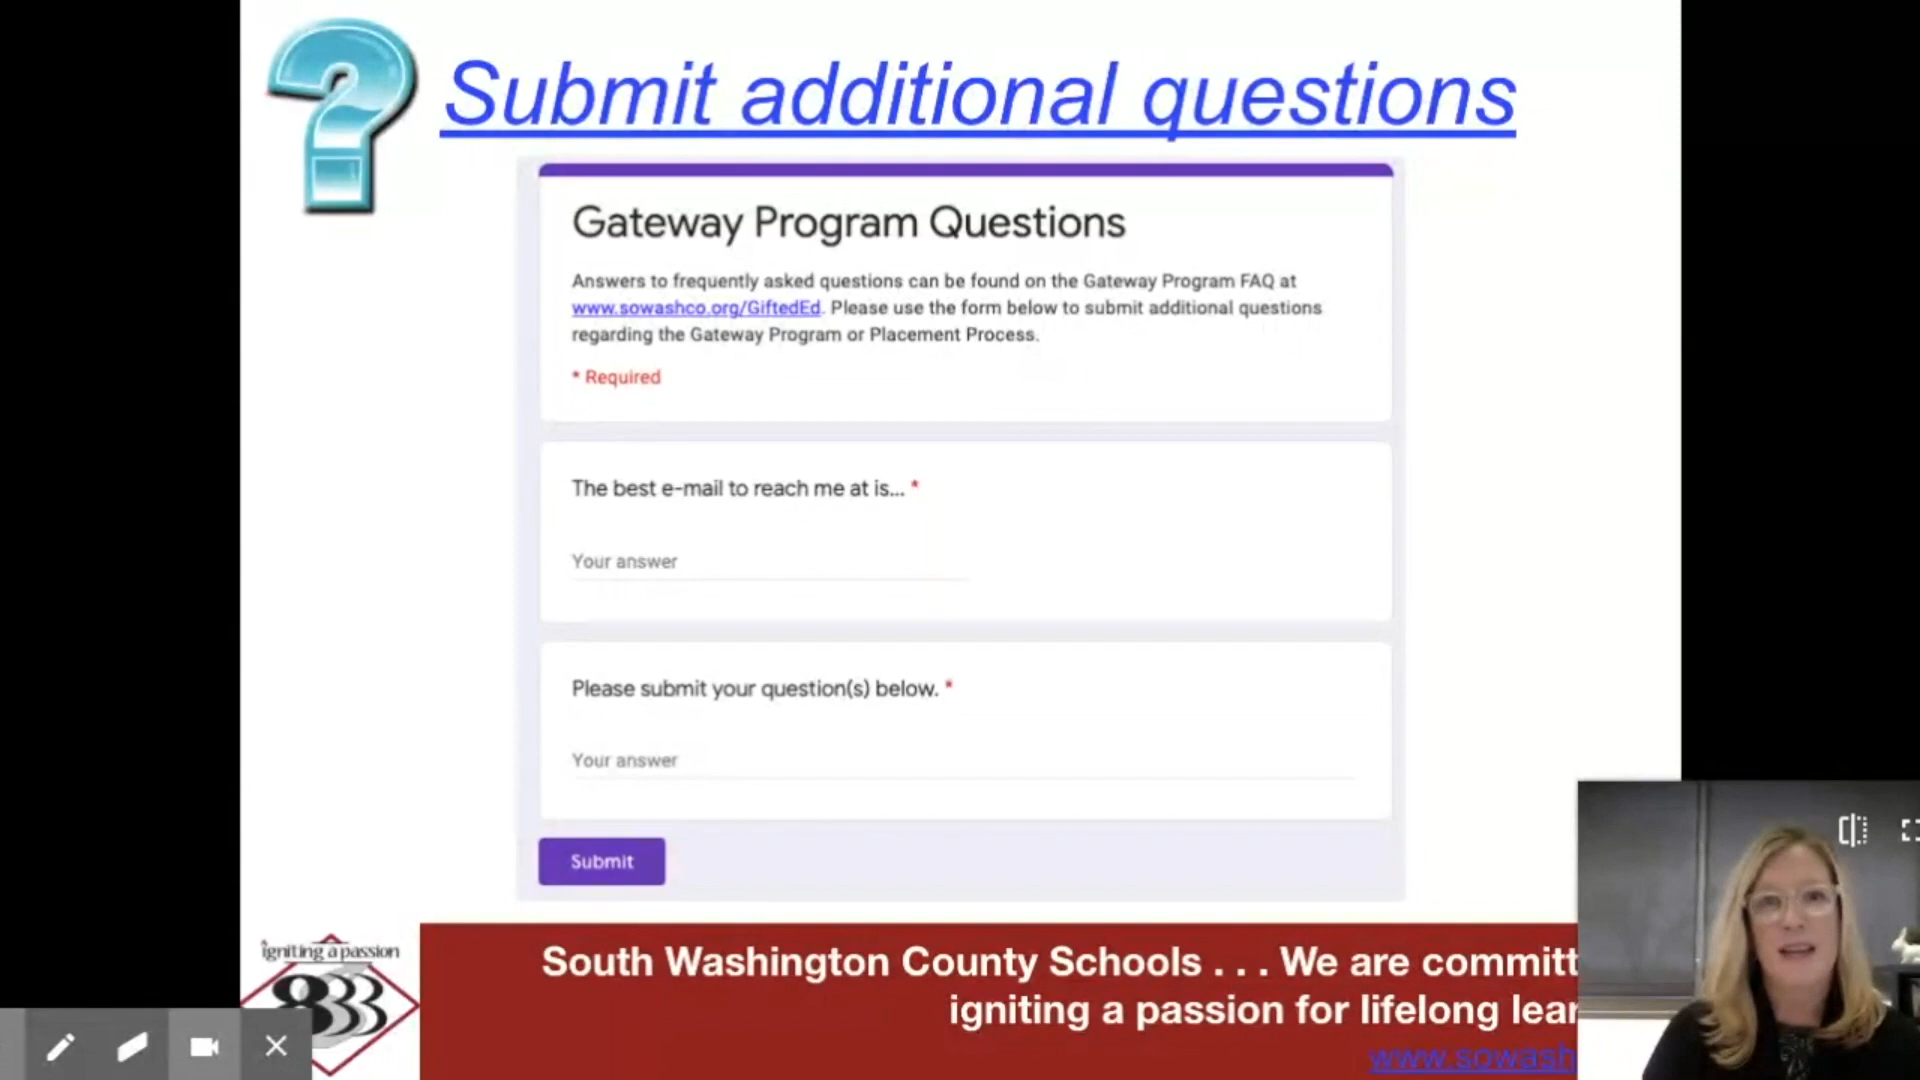 Submit additional questions
Gateway Program Questions
Answers to frequently asked questions can be found on the Gateway Program FAQ at
www.sowashco.org/GiftedEd. Please use the form below to submit additional questions
regarding the Gateway Program or Placement Process.
* Required
The best e-mail to reach me at is... *
Your answer
Please submit your question(s) below. *
Your answer
Submit
igniting a passion
833
South Washington County Schools . . . We are committ
igniting a passion for lifelong lear
www.sowash